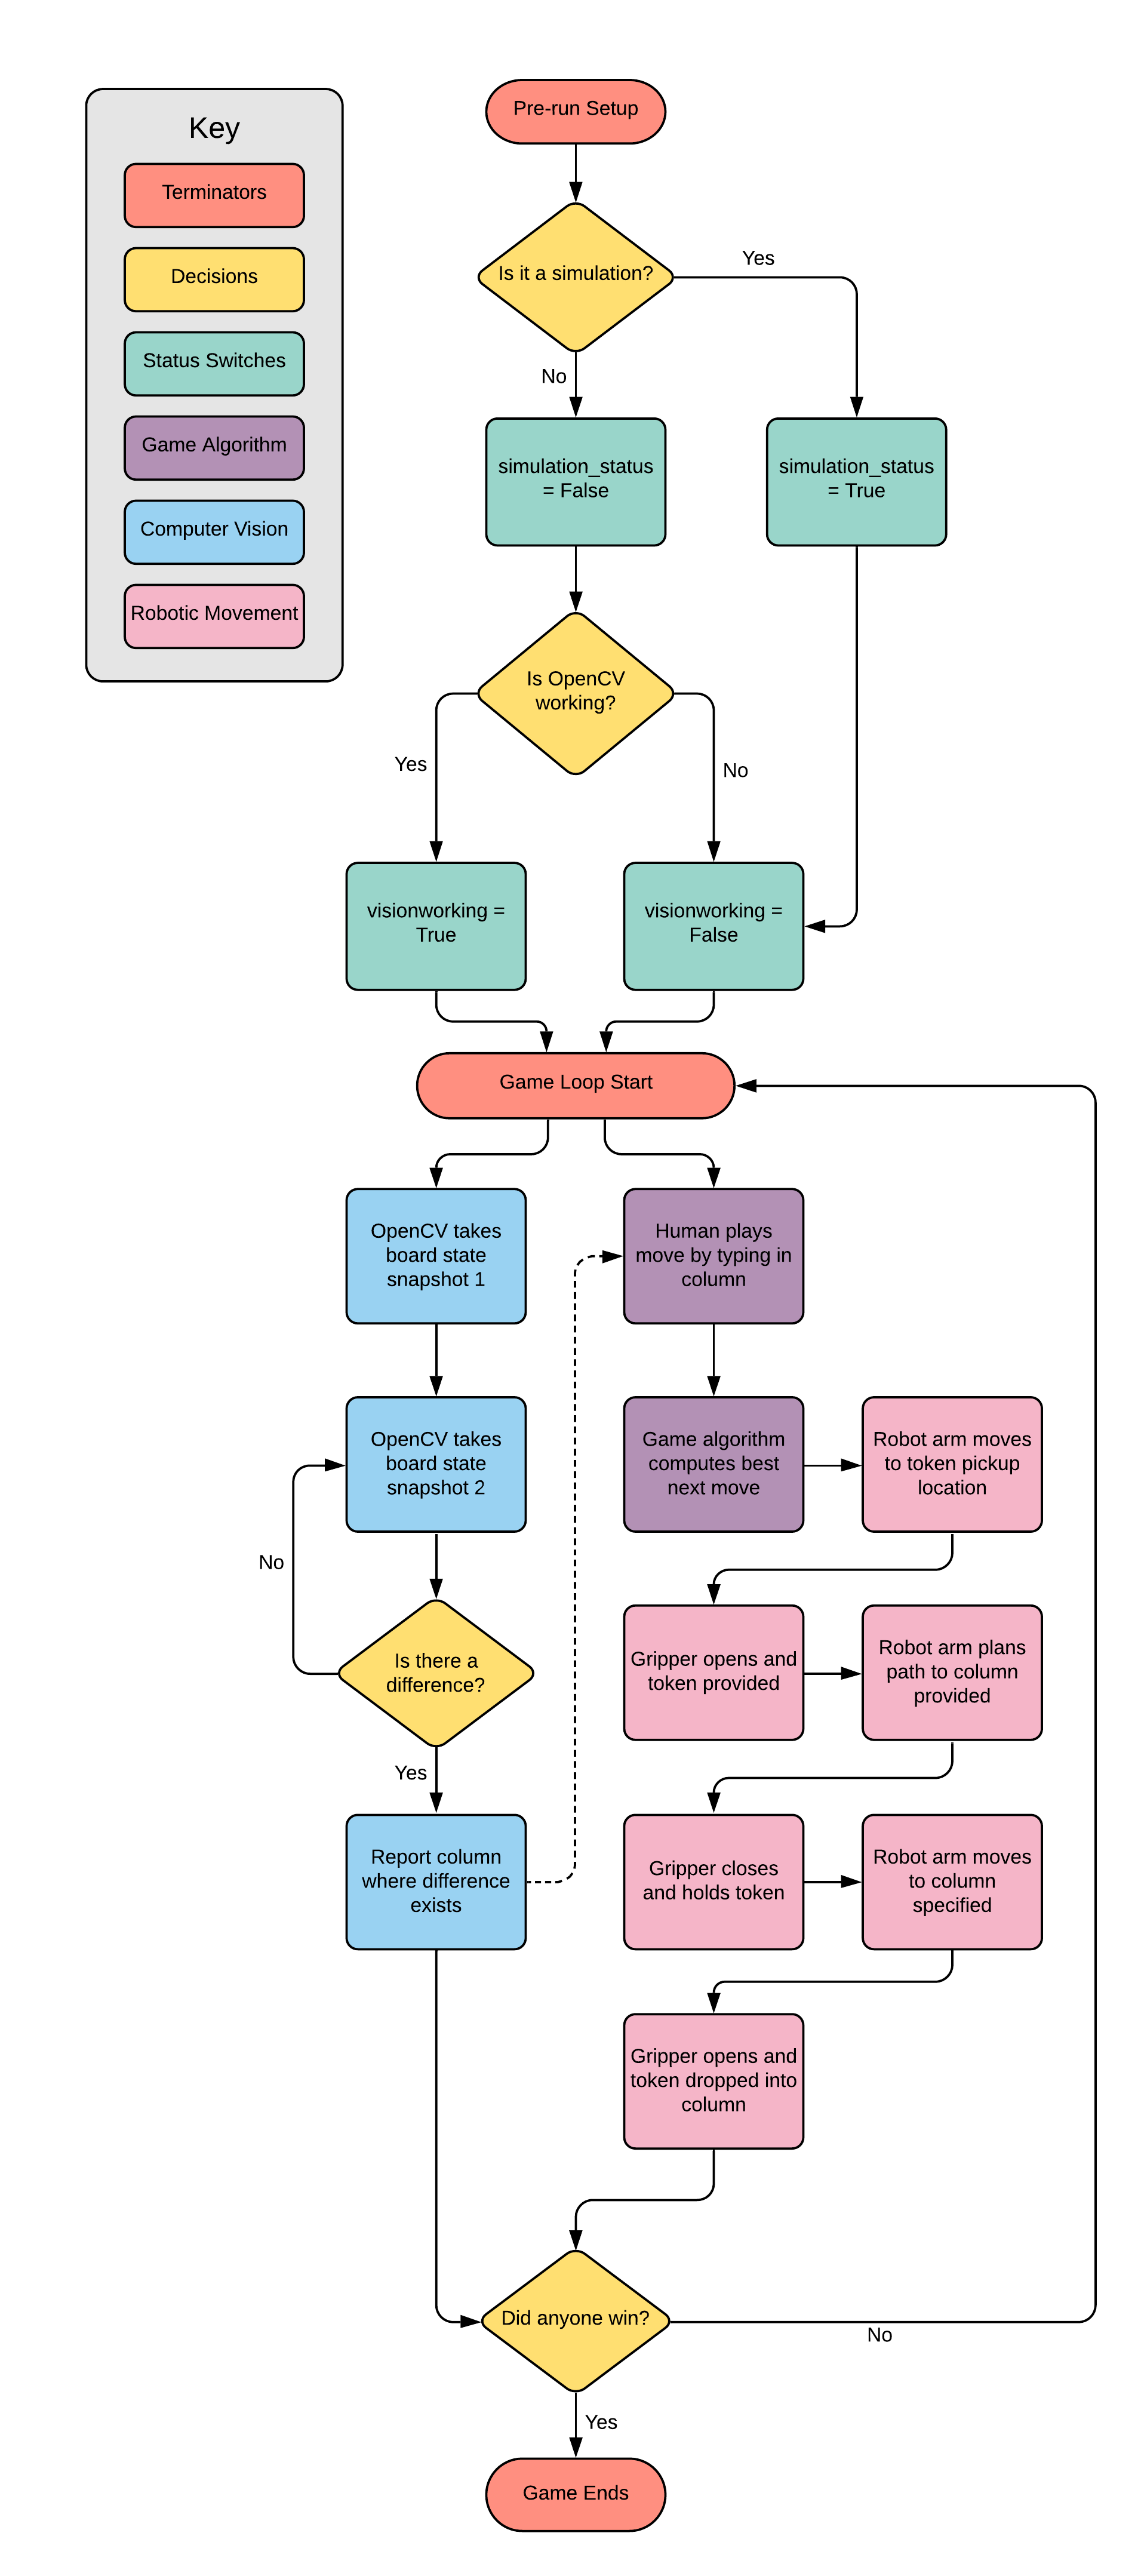 Key
Terminators
Decisions
Status Switches
Game Algorithm
Computer Vision
Robotic Movement
Pre-run Setup
Is it a simulation?
Yes
No
simulation_status
= False
simulation_status
= True
Is OpenCV
working?
Yes
No
visionworking =
True
visionworking =
False
Game Loop Start
OpenCV takes
board state
snapshot 1
Human plays
move by typing in
column
OpenCV takes
board state
snapshot 2
Game algorithm
computes best
next move
Robot arm moves
to token pickup
location
No
Is there a
difference?
Gripper opens and
token provided
Robot arm plans
path to column
provided
Yes
Report column
where difference
exists
Gripper closes
and holds token
Robot arm moves
to column
specified
Gripper opens and
token dropped into
column
Did anyone win?
No
Yes
Game Ends